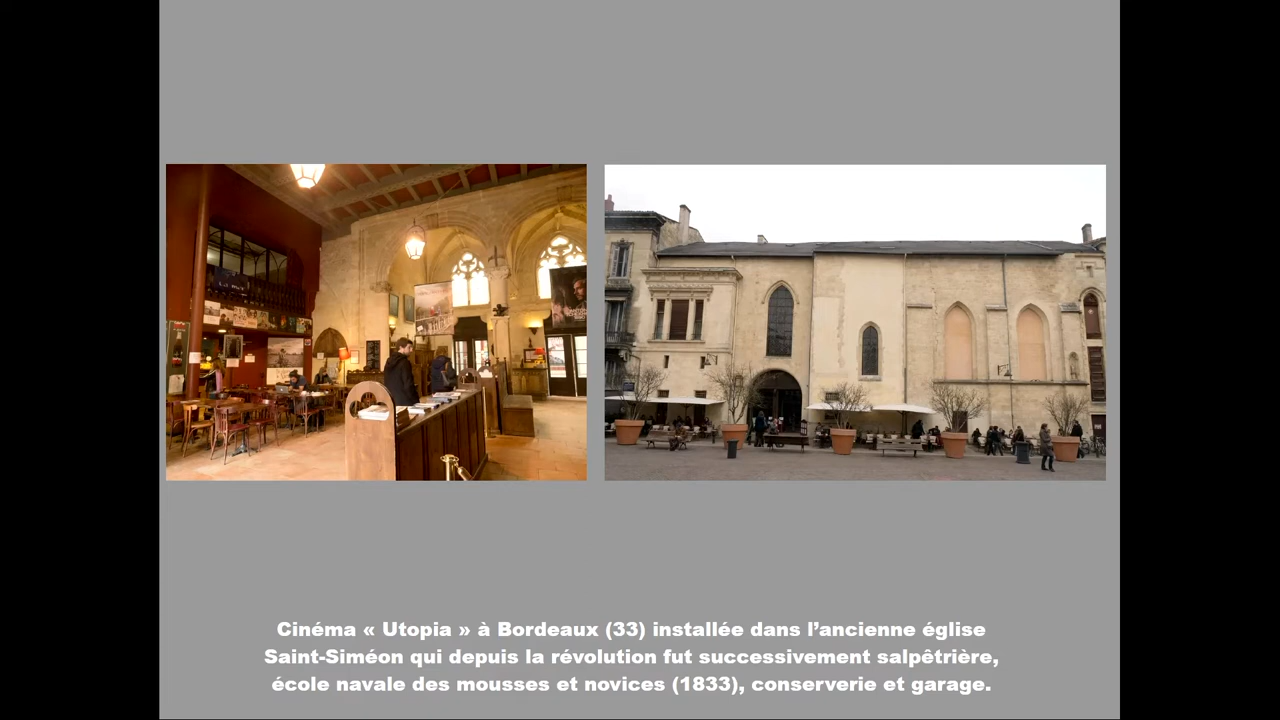 Cinéma « Utopia » à Bordeaux (33) installée dans l’ancienne église
Saint-Siméon qui depuis la révolution fut successivement salpêtrière,
école navale des mousses et novices (1833), conserverie et garage.